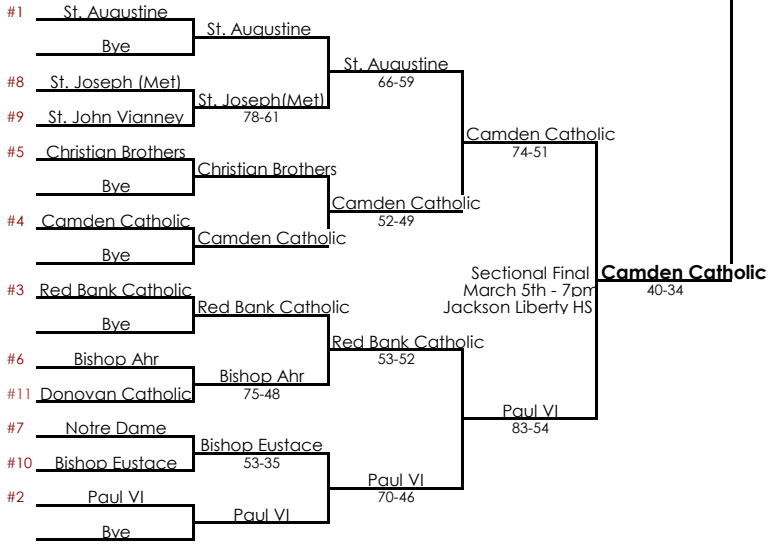 #1 St. Augustine
Bye
St. Augustine
#8 St. Joseph (Met)
#9 St. John Vianney
St. Joseph(Met)
78-61
St. Augustine
66-59
#5 Christian Brothers
Bye
Christian Brothers
#4 Camden Catholic
Bye
Camden Catholic
Camden Catholic
52-49
Camden Catholic
74-51
#3 Red Bank Catholic
Bye
Red Bank Catholic
#6 Bishop Ahr
#11 Donovan Catholic
Bishop Ahr
75-48
Red Bank Catholic
53-52
#7 Notre Dame
#10 Bishop Eustace
Bishop Eustace
53-35
#2 Paul VI
Bye
Paul VI
Paul VI
70-46
Paul VI
83-54
Sectional Final
March 5th - 7pm
Jackson Liberty HS
Camden Catholic
40-34